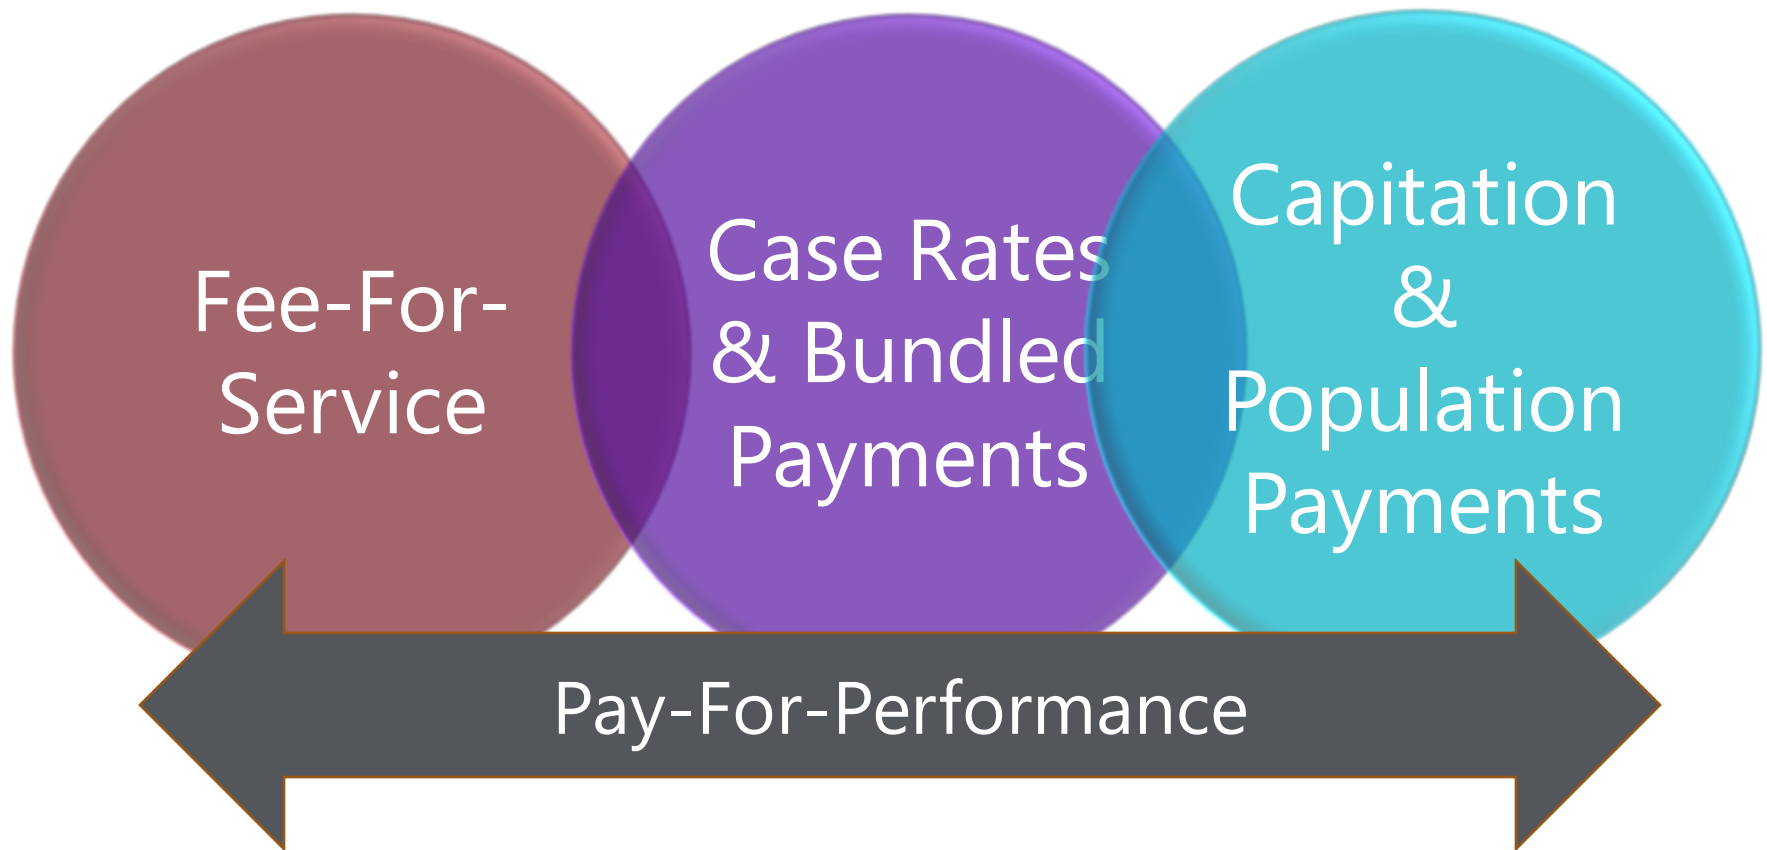 Fee-For-
Service
Case Rates
& Bundled
Payments
Capitation
&
Population
Payments
Pay-For-Performance